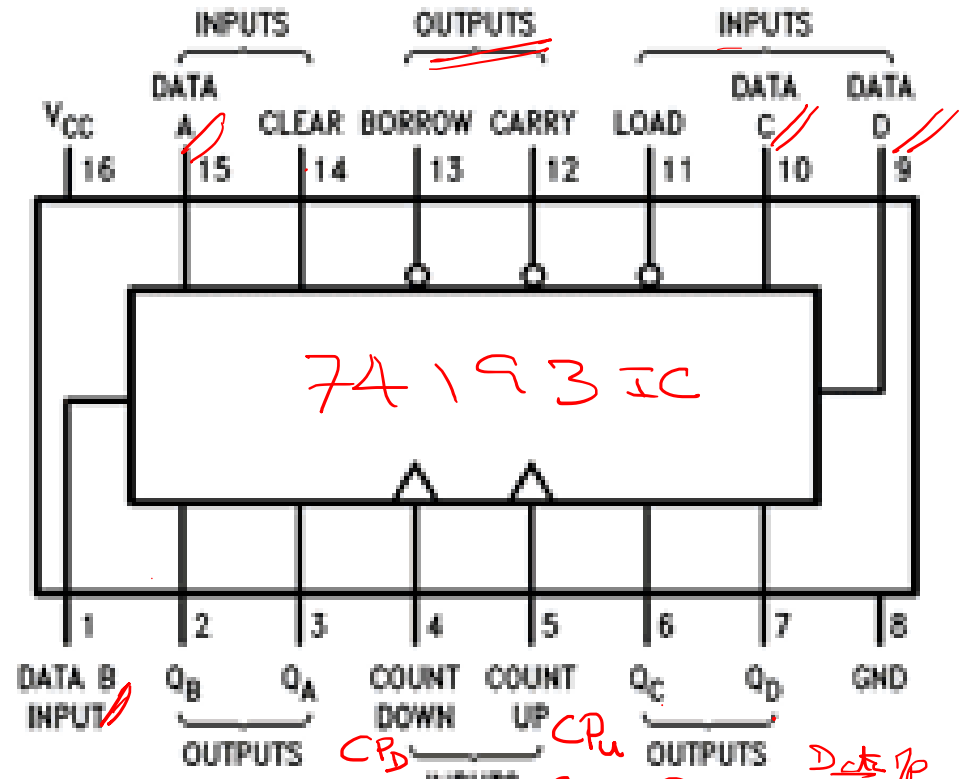 INPUTS OUTPUTS INPUTS
DATA DATA DATA
VCC A CLEAR BORROW CARRY LOAD C D
16 15 14 13 12 11 10 9
74193 IC
1 2 3 4 5 6 7 8
DATA B QB QA COUNT COUNT QC QD GND
INPUT DOWN UP
OUTPUTS CPD CPU OUTPUTS
INPUTS